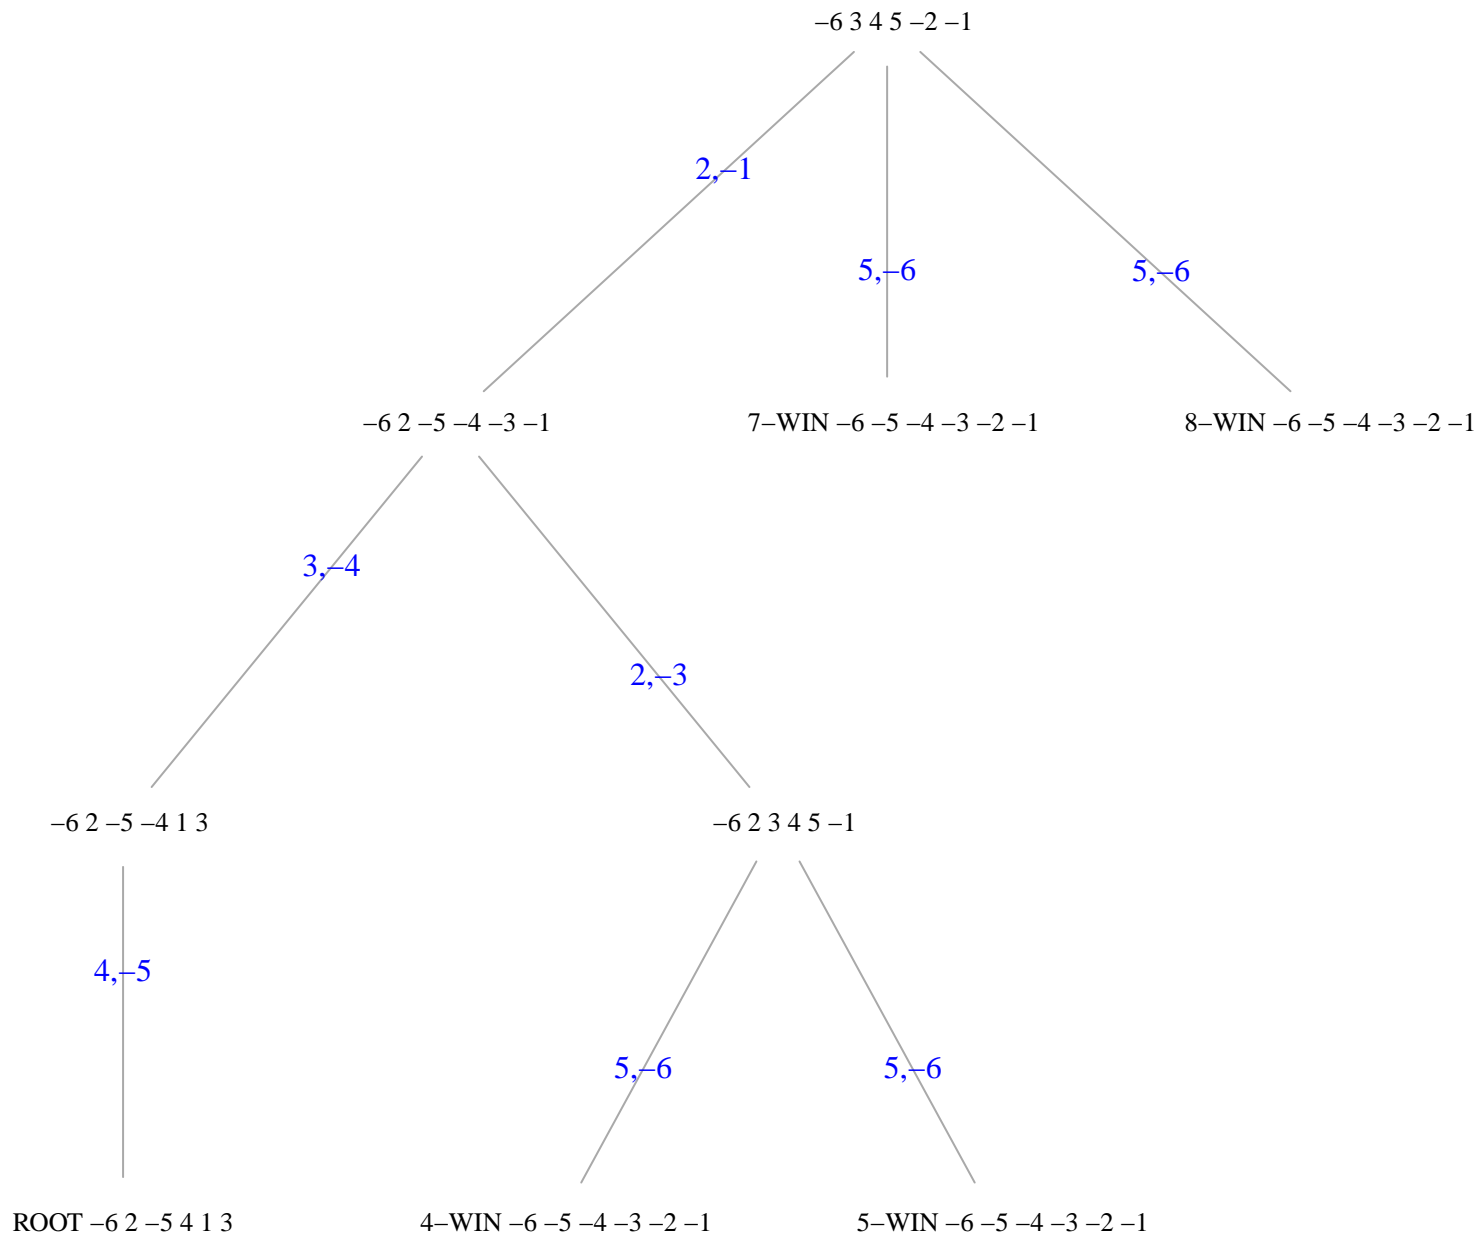 –6 3 4 5 –2 –1
2,–1
5,–6
5,–6
–6 2 –5 –4 –3 –1
7–WIN –6 –5 –4 –3 –2 –1
8–WIN –6 –5 –4 –3 –2 –1
3,–4
2,–3
–6 2 –5 –4 1 3
–6 2 3 4 5 –1
4,–5
5,–6
5,–6
ROOT –6 2 –5 4 1 3
4–WIN –6 –5 –4 –3 –2 –1
5–WIN –6 –5 –4 –3 –2 –1